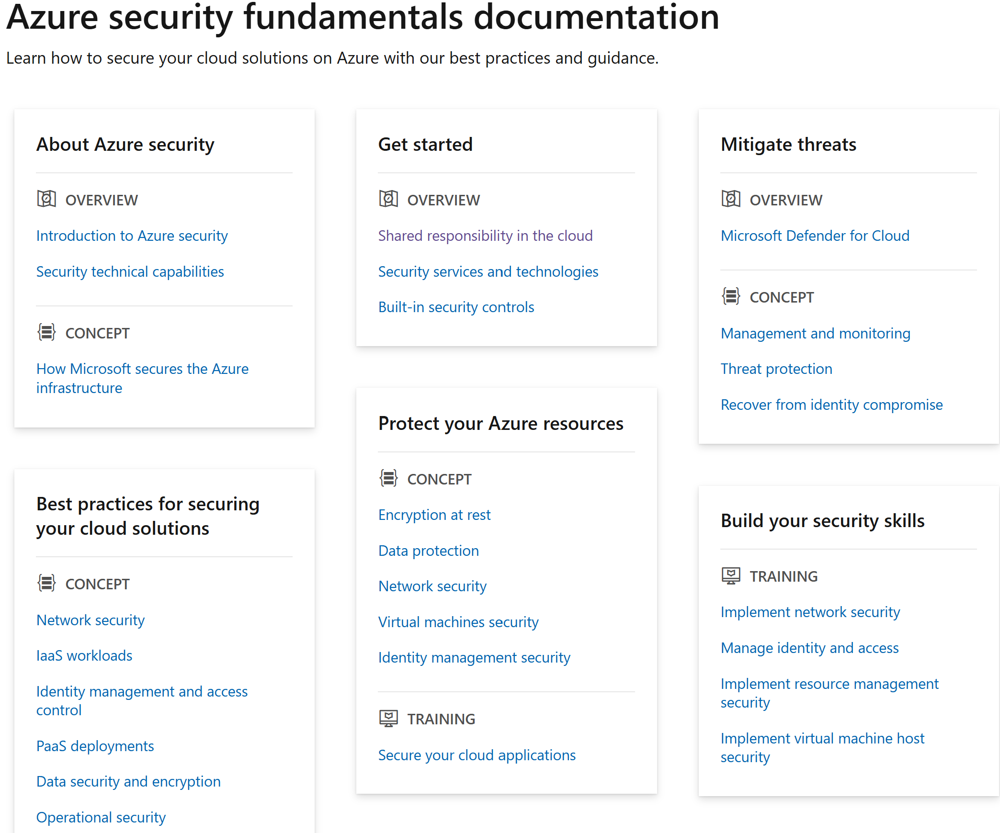 Azure security fundamentals documentation
Learn how to secure your cloud solutions on Azure with our best practices and guidance.
About Azure security
OVERVIEW
Introduction to Azure security
Security technical capabilities
CONCEPT
How Microsoft secures the Azure
infrastructure
Best practices for securing
your cloud solutions
CONCEPT
Network security
IaaS workloads
Identity management and access
control
PaaS deployments
Data security and encryption
Operational security
Get started
OVERVIEW
Shared responsibility in the cloud
Security services and technologies
Built-in security controls
Protect your Azure resources
CONCEPT
Encryption at rest
Data protection
Network security
Virtual machines security
Identity management security
TRAINING
Secure your cloud applications
Mitigate threats
OVERVIEW
Microsoft Defender for Cloud
CONCEPT
Management and monitoring
Threat protection
Recover from identity compromise
Build your security skills
TRAINING
Implement network security
Manage identity and access
Implement resource management
security
Implement virtual machine host
security